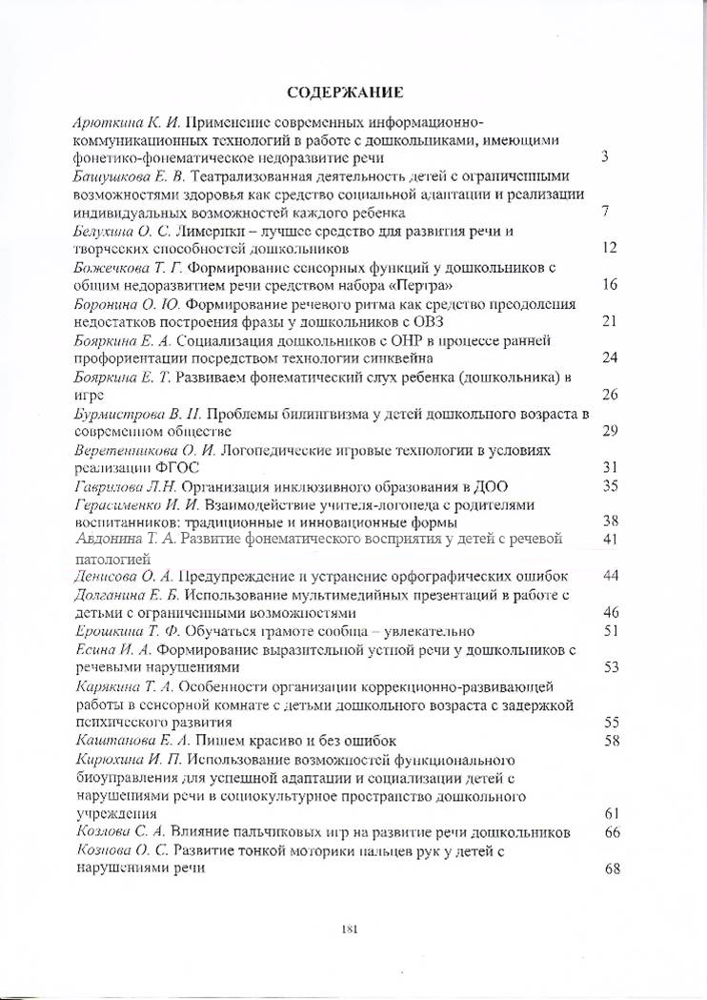 СОДЕРЖАНИЕ
Арюткина К. И. Применение современных информационно-
коммуникационных технологий в работе с дошкольниками, имеющими
фонетико-фонематическое недоразвитие речи 3
Башушкова Е. В. Театрализованная деятельность детей с ограниченными
возможностями здоровья как средство социальной адаптации и реализации
индивидуальных возможностей каждого ребенка 7
Белухина О. С. Лимерики – лучшее средство для развития речи и
творческих способностей дошкольников 12
Божечкова Т. Г. Формирование сенсорных функций у дошкольников с
общим недоразвитием речи средством набора «Пертра» 16
Боронина О. Ю. Формирование речевого ритма как средство преодоления
недостатков построения фразы у дошкольников с ОВЗ 21
Бояркина Е. А. Социализация дошкольников с ОНР в процессе ранней
профориентации посредством технологии синквейна 24
Бояркина Е. Т. Развиваем фонематический слух ребенка (дошкольника) в
игре 26
Бурмистрова В. Н. Проблемы билингвизма у детей дошкольного возраста в
современном обществе 29
Веретенникова О. И. Логопедические игровые технологии в условиях
реализации ФГОС 31
Гаврилова Л.Н. Организация инклюзивного образования в ДОО 35
Герасименко И. И. Взаимодействие учителя-логопеда с родителями
воспитанников: традиционные и инновационные формы 38
Авдонина Т. А. Развитие фонематического восприятия у детей с речевой 41
патологией
Денисова О. А. Предупреждение и устранение орфографических ошибок 44
Долганина Е. Б. Использование мультимедийных презентаций в работе с
детьми с ограниченными возможностями 46
Ерошкина Т. Ф. Обучаться грамоте сообща – увлекательно 51
Есина И. А. Формирование выразительной устной речи у дошкольников с
речевыми нарушениями 53
Карякина Т. А. Особенности организации коррекционно-развивающей
работы в сенсорной комнате с детьми дошкольного возраста с задержкой
психического развития 55
Каштанова Е. А. Пишем красиво и без ошибок 58
Кирюхина И. П. Использование возможностей функционального
биоуправления для успешной адаптации и социализации детей с
нарушениями речи в социокультурное пространство дошкольного
учреждения 61
Козлова С. А. Влияние пальчиковых игр на развитие речи дошкольников 66
Кознова О. С. Развитие тонкой моторики пальцев рук у детей с
нарушениями речи 68
181